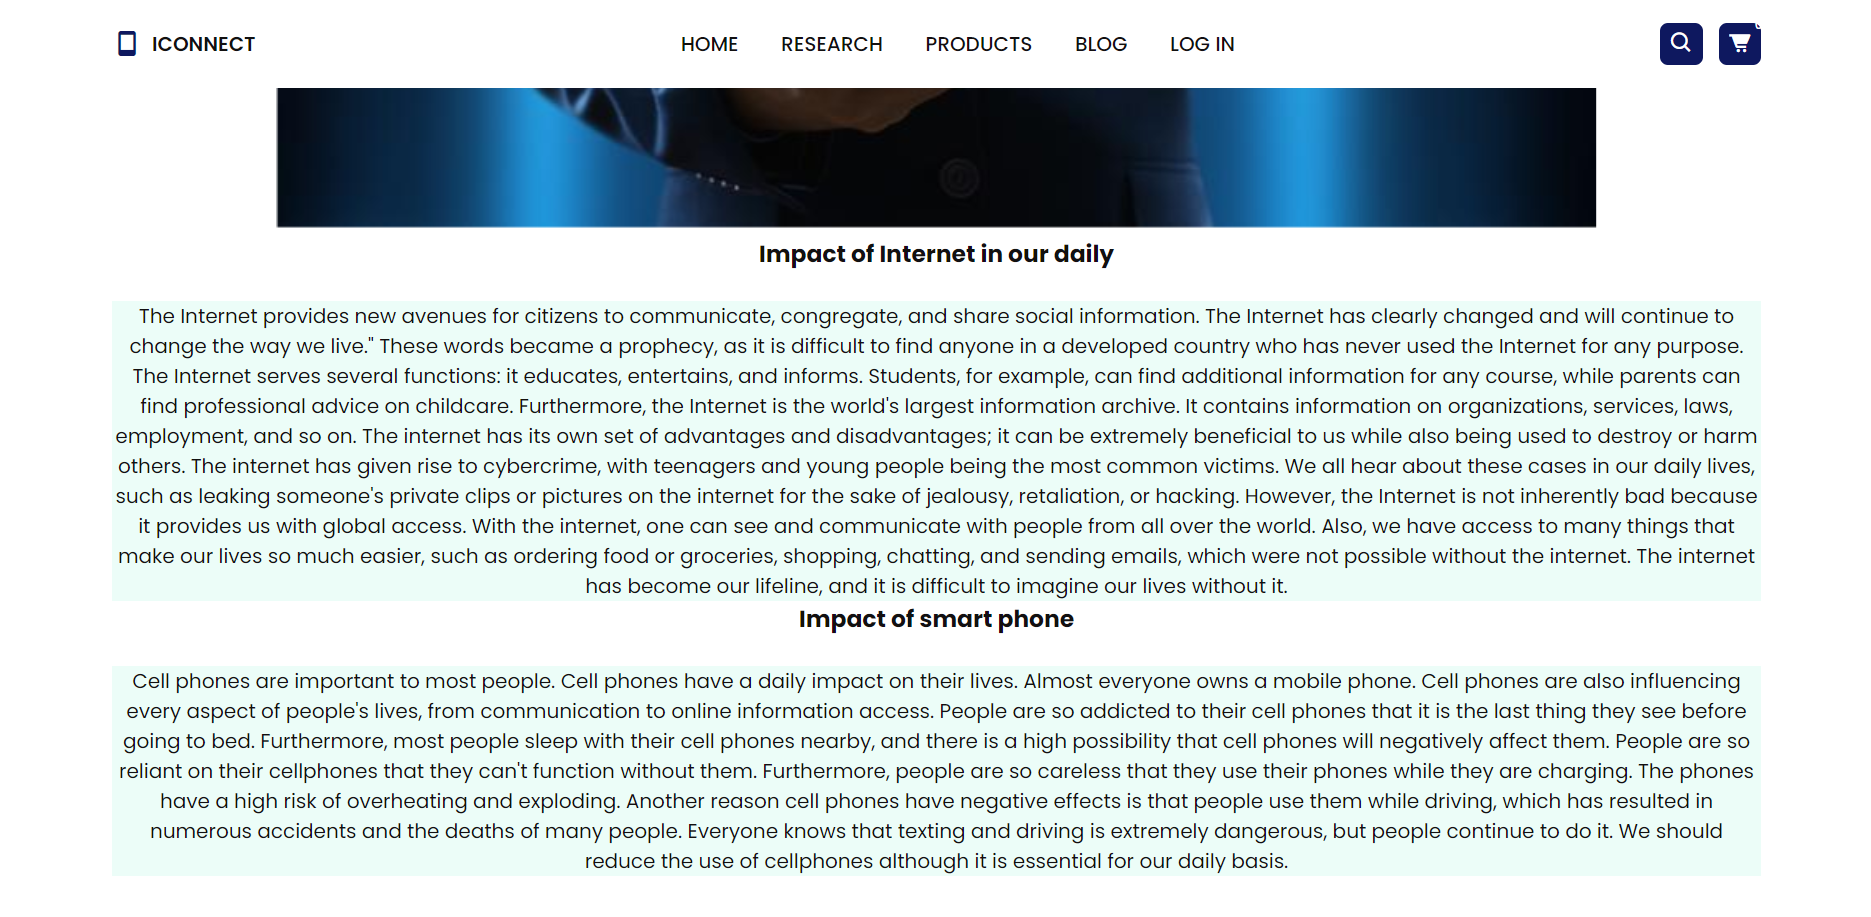 ICONNECT
HOME RESEARCH PRODUCTS BLOG LOG IN
Impact of Internet in our daily
The Internet provides new avenues for citizens to communicate, congregate, and share social information. The Internet has clearly changed and will continue to
change the way we live." These words became a prophecy, as it is difficult to find anyone in a developed country who has never used the Internet for any purpose.
The Internet serves several functions: it educates, entertains, and informs. Students, for example, can find additional information for any course, while parents can
find professional advice on childcare. Furthermore, the Internet is the world's largest information archive. It contains information on organizations, services, laws,
employment, and so on. The internet has its own set of advantages and disadvantages; it can be extremely beneficial to us while also being used to destroy or harm
others. The internet has given rise to cybercrime, with teenagers and young people being the most common victims. We all hear about these cases in our daily lives,
such as leaking someone's private clips or pictures on the internet for the sake of jealousy, retaliation, or hacking. However, the Internet is not inherently bad because
it provides us with global access. With the internet, one can see and communicate with people from all over the world. Also, we have access to many things that
make our lives so much easier, such as ordering food or groceries, shopping, chatting, and sending emails, which were not possible without the internet. The internet
has become our lifeline, and it is difficult to imagine our lives without it.
Impact of smart phone
Cell phones are important to most people. Cell phones have a daily impact on their lives. Almost everyone owns a mobile phone. Cell phones are also influencing
every aspect of people's lives, from communication to online information access. People are so addicted to their cell phones that it is the last thing they see before
going to bed. Furthermore, most people sleep with their cell phones nearby, and there is a high possibility that cell phones will negatively affect them. People are so
reliant on their cellphones that they can't function without them. Furthermore, people are so careless that they use their phones while they are charging. The phones
have a high risk of overheating and exploding. Another reason cell phones have negative effects is that people use them while driving, which has resulted in
numerous accidents and the deaths of many people. Everyone knows that texting and driving is extremely dangerous, but people continue to do it. We should
reduce the use of cellphones although it is essential for our daily basis.